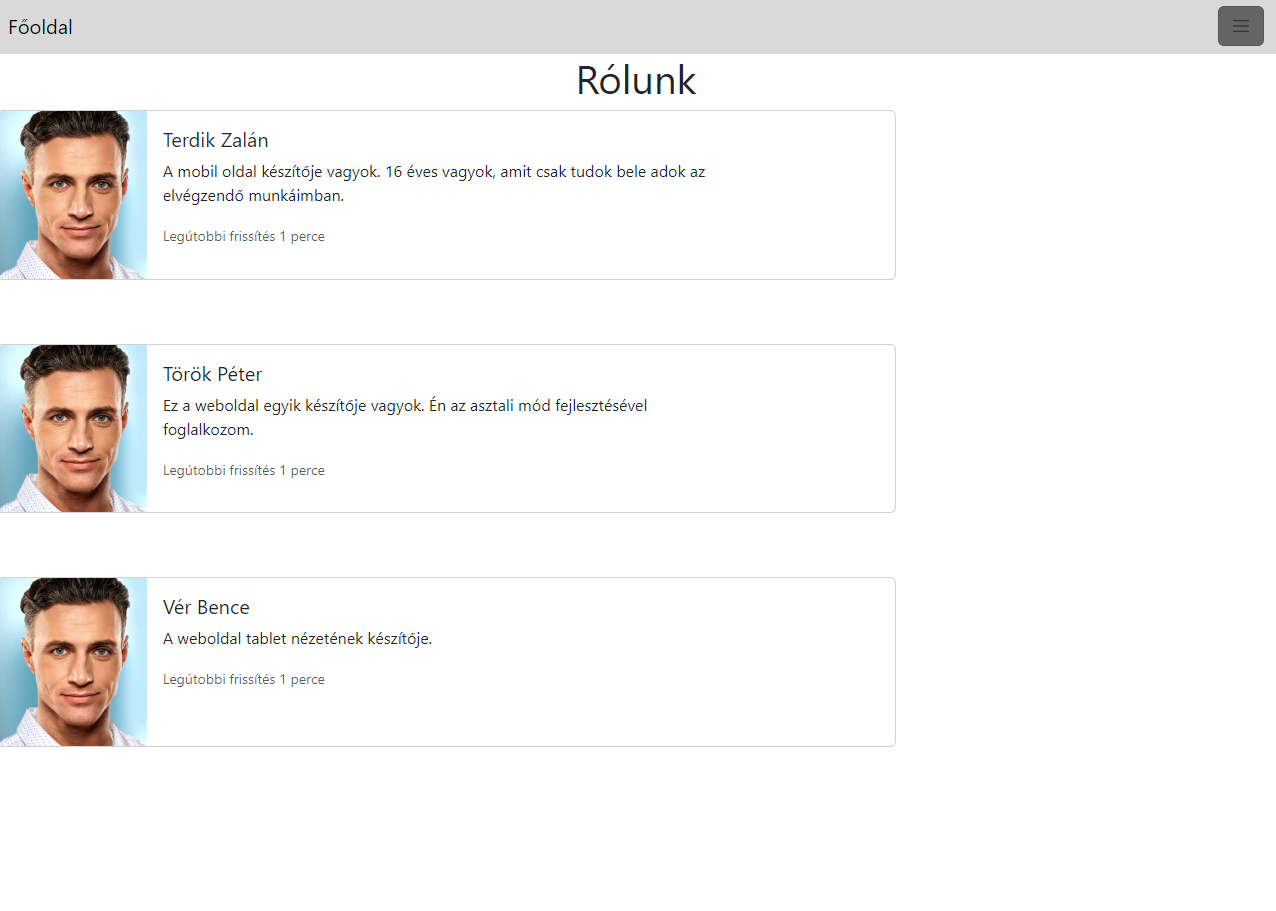 Főoldal
Rólunk
Terdik Zalán
A mobil oldal készítője vagyok. 16 éves vagyok, amit csak tudok bele adok az
elvégzendő munkáimban.
Legútobbi frissítés 1 perce
Török Péter
Ez a weboldal egyik készítője vagyok. Én az asztali mód fejlesztésével
foglalkozom.
Legútobbi frissítés 1 perce
Vér Bence
A weboldal tablet nézetének készítője.
Legútobbi frissítés 1 perce